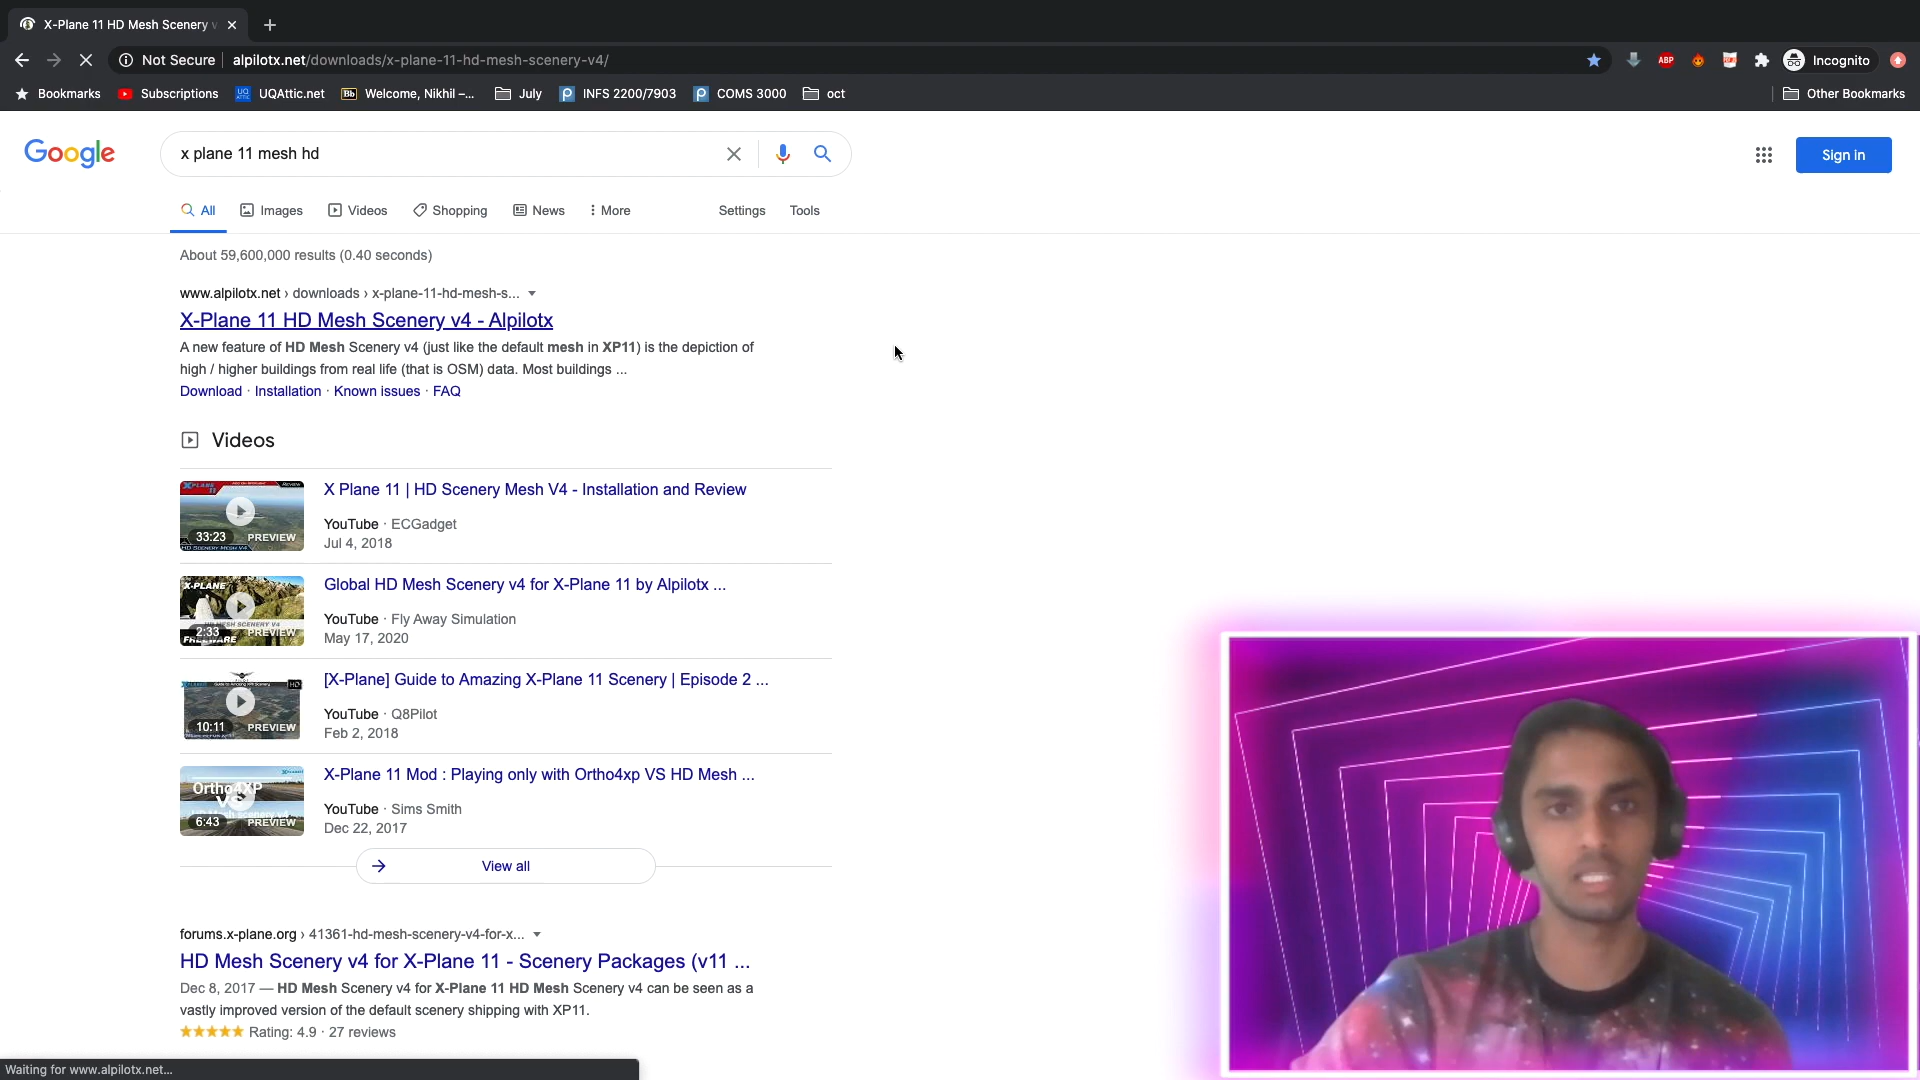 X-Plane 11 HD Mesh Scenery v
Not Secure alpilotx.net/downloads/x-plane-11-hd-mesh-scenery-v4/
ABP
Incognito
Bookmarks Subscriptions UQAttic.net Welcome, Nikhil –... July INFS 2200/7903 COMS 3000 oct Other Bookmarks
Google
x plane 11 mesh hd
Sign in
All Images Videos Shopping News More Settings Tools
About 59,600,000 results (0.40 seconds)
www.alpilotx.net › downloads › x-plane-11-hd-mesh-s...
X-Plane 11 HD Mesh Scenery v4 - Alpilotx
A new feature of HD Mesh Scenery v4 (just like the default mesh in XP11) is the depiction of
high / higher buildings from real life (that is OSM) data. Most buildings ...
Download · Installation · Known issues · FAQ
Videos
33:23 PREVIEW
X Plane 11 | HD Scenery Mesh V4 - Installation and Review
YouTube · ECGadget
Jul 4, 2018
X-PLANE
2:33 PREVIEW
Global HD Mesh Scenery v4 for X-Plane 11 by Alpilotx ...
YouTube · Fly Away Simulation
May 17, 2020
10:11 PREVIEW
[X-Plane] Guide to Amazing X-Plane 11 Scenery | Episode 2 ...
YouTube · Q8Pilot
Feb 2, 2018
Ortho4XP
6:43 PREVIEW
X-Plane 11 Mod : Playing only with Ortho4xp VS HD Mesh ...
YouTube · Sims Smith
Dec 22, 2017
View all
forums.x-plane.org › 41361-hd-mesh-scenery-v4-for-x...
HD Mesh Scenery v4 for X-Plane 11 - Scenery Packages (v11 ...
Dec 8, 2017 — HD Mesh Scenery v4 for X-Plane 11 HD Mesh Scenery v4 can be seen as a
vastly improved version of the default scenery shipping with XP11.
Rating: 4.9 · 27 reviews
Waiting for www.alpilotx.net...